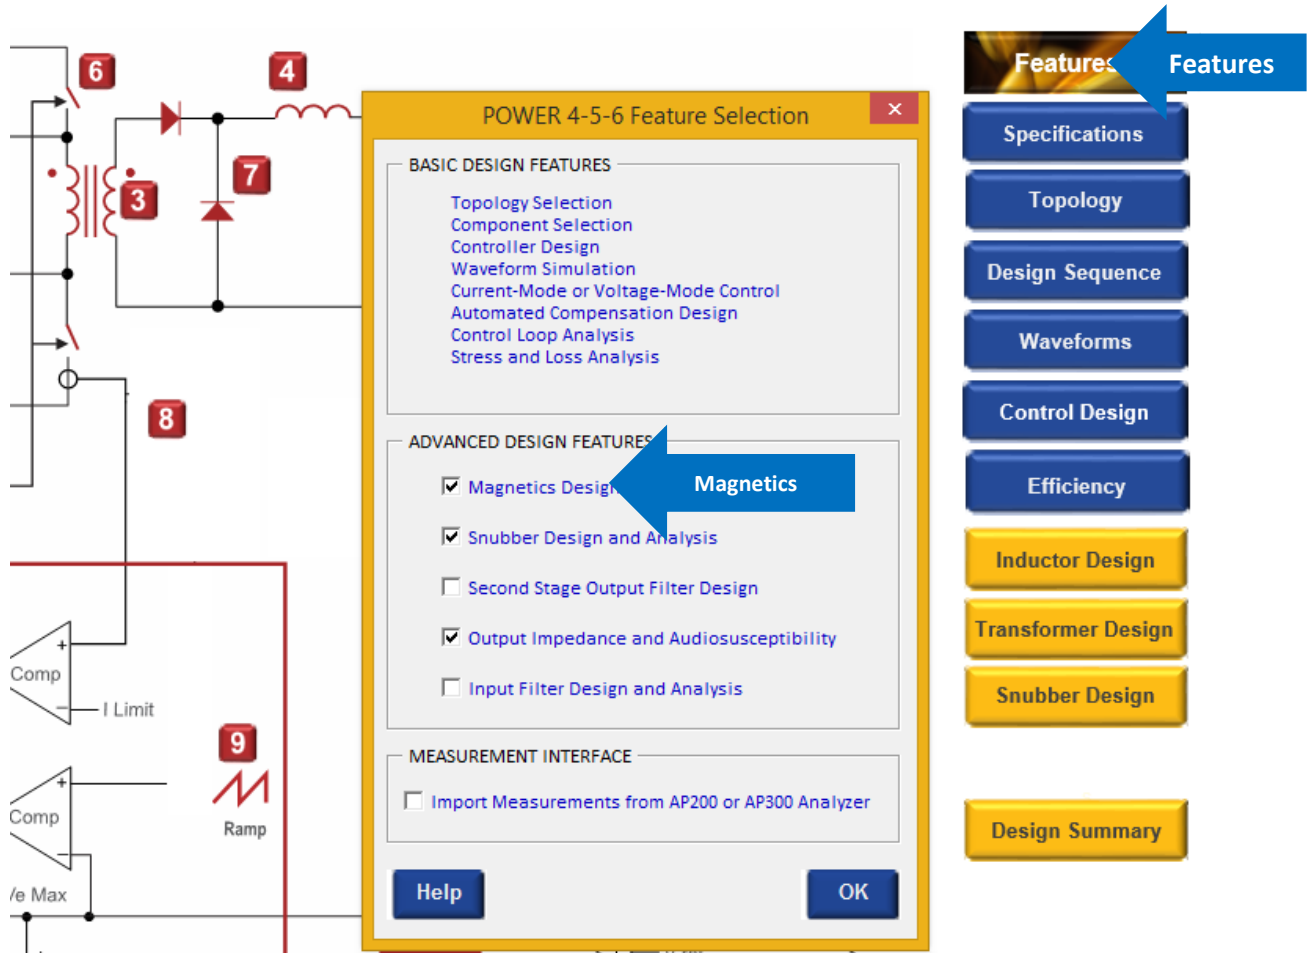 6
4
7
3
8
Comp
+
−
I Limit
9
Ramp
Comp
+
−
/e Max
POWER 4-5-6 Feature Selection
×
BASIC DESIGN FEATURES
Topology Selection
Component Selection
Controller Design
Waveform Simulation
Current-Mode or Voltage-Mode Control
Automated Compensation Design
Control Loop Analysis
Stress and Loss Analysis
ADVANCED DESIGN FEATURES
Magnetics Design
Magnetics
Snubber Design and Analysis
Second Stage Output Filter Design
Output Impedance and Audiosusceptibility
Input Filter Design and Analysis
MEASUREMENT INTERFACE
Import Measurements from AP200 or AP300 Analyzer
Help
OK
Features
Features
Specifications
Topology
Design Sequence
Waveforms
Control Design
Efficiency
Inductor Design
Transformer Design
Snubber Design
Design Summary